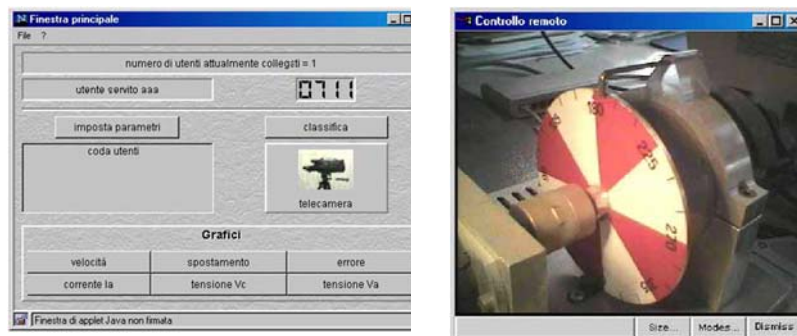 Finestra principale
File ?
numero di utenti attualmente collegsti = 1
utente servito aaa
0711
imposta parametri
classifica
coda utenti
telecamera
Grafici
velocità
spostamento
errore
corrente Ia
tensione Vc
tensione Va
Finestra di applet Java non firmata
Controllo remoto
180
225
270
Size...
Modes...
Dismiss